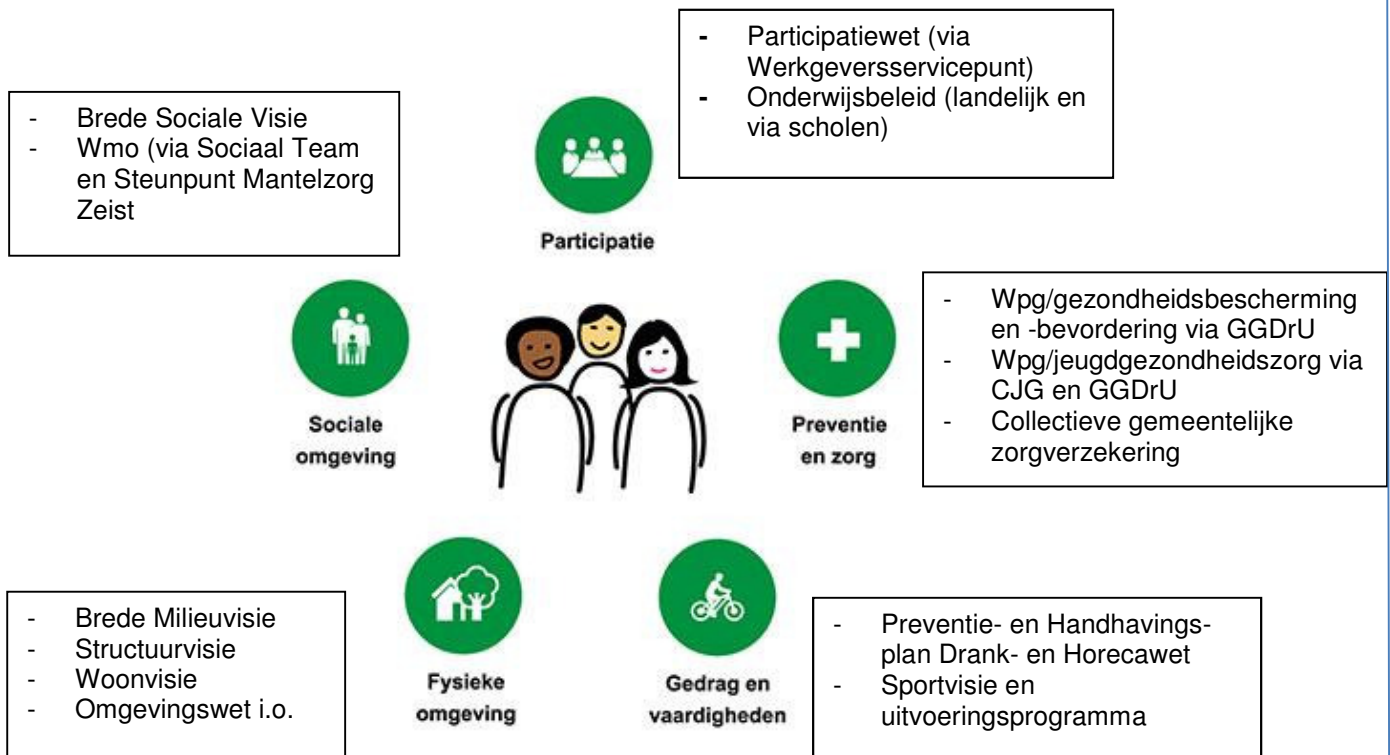 - Participatiewet (via
Werkgeversservicepunt)
- Onderwijsbeleid (landelijk en
via scholen)
- Brede Sociale Visie
- Wmo (via Sociaal Team
en Steunpunt Mantelzorg
Zeist
Participatie
- Wpg/gezondheidsbescherming
en -bevordering via GGDrU
- Wpg/jeugdgezondheidszorg via
CJG en GGDrU
- Collectieve gemeentelijke
zorgverzekering
Sociale
omgeving
Preventie
en zorg
- Brede Milieuvisie
- Structuurvisie
- Woonvisie
- Omgevingswet i.o.
Fysieke
omgeving
Gedrag en
vaardigheden
- Preventie- en Handhavings-
plan Drank- en Horecawet
- Sportvisie en
uitvoeringsprogramma